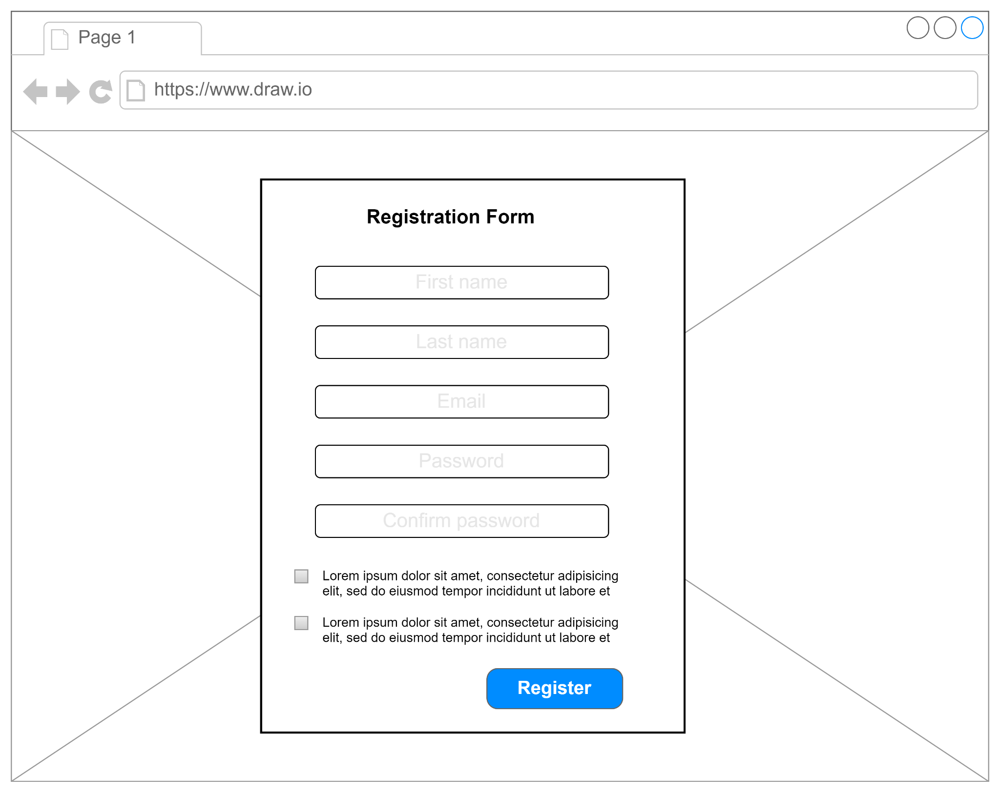 Page 1
https://www.draw.io
Registration Form
First name
Last name
Email
Password
Confirm password
Lorem ipsum dolor sit amet, consectetur adipisicing
elit, sed do eiusmod tempor incididunt ut labore et
Lorem ipsum dolor sit amet, consectetur adipisicing
elit, sed do eiusmod tempor incididunt ut labore et
Register